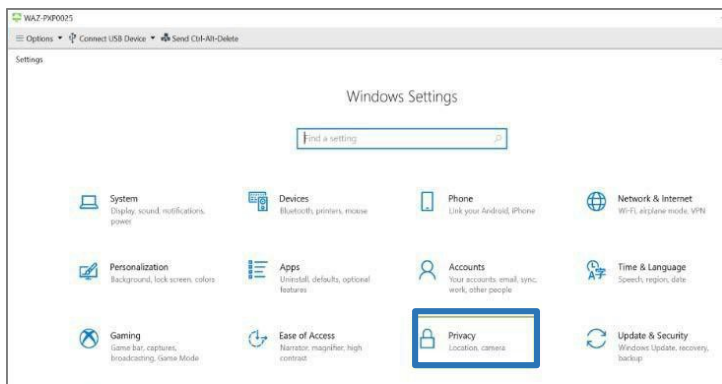 WAZ-PXP0025
Options Connect USB Device Send Ctrl-Alt-Delete
Settings
Windows Settings
Find a setting
System
Display, sound, notifications,
power
Devices
Bluetooth, printers, mouse
Phone
Link your Android, iPhone
Network & Internet
Wi-Fi, airplane mode, VPN
Personalization
Background, lock screen, colors
Apps
Uninstall, defaults, optional
features
Accounts
Your accounts, email, sync,
work, other people
Time & Language
Speech, region, date
Gaming
Game bar, captures,
broadcasting, Game Mode
Ease of Access
Narrator, magnifier, high
contrast
Privacy
Location, camera
Update & Security
Windows Update, recovery,
backup